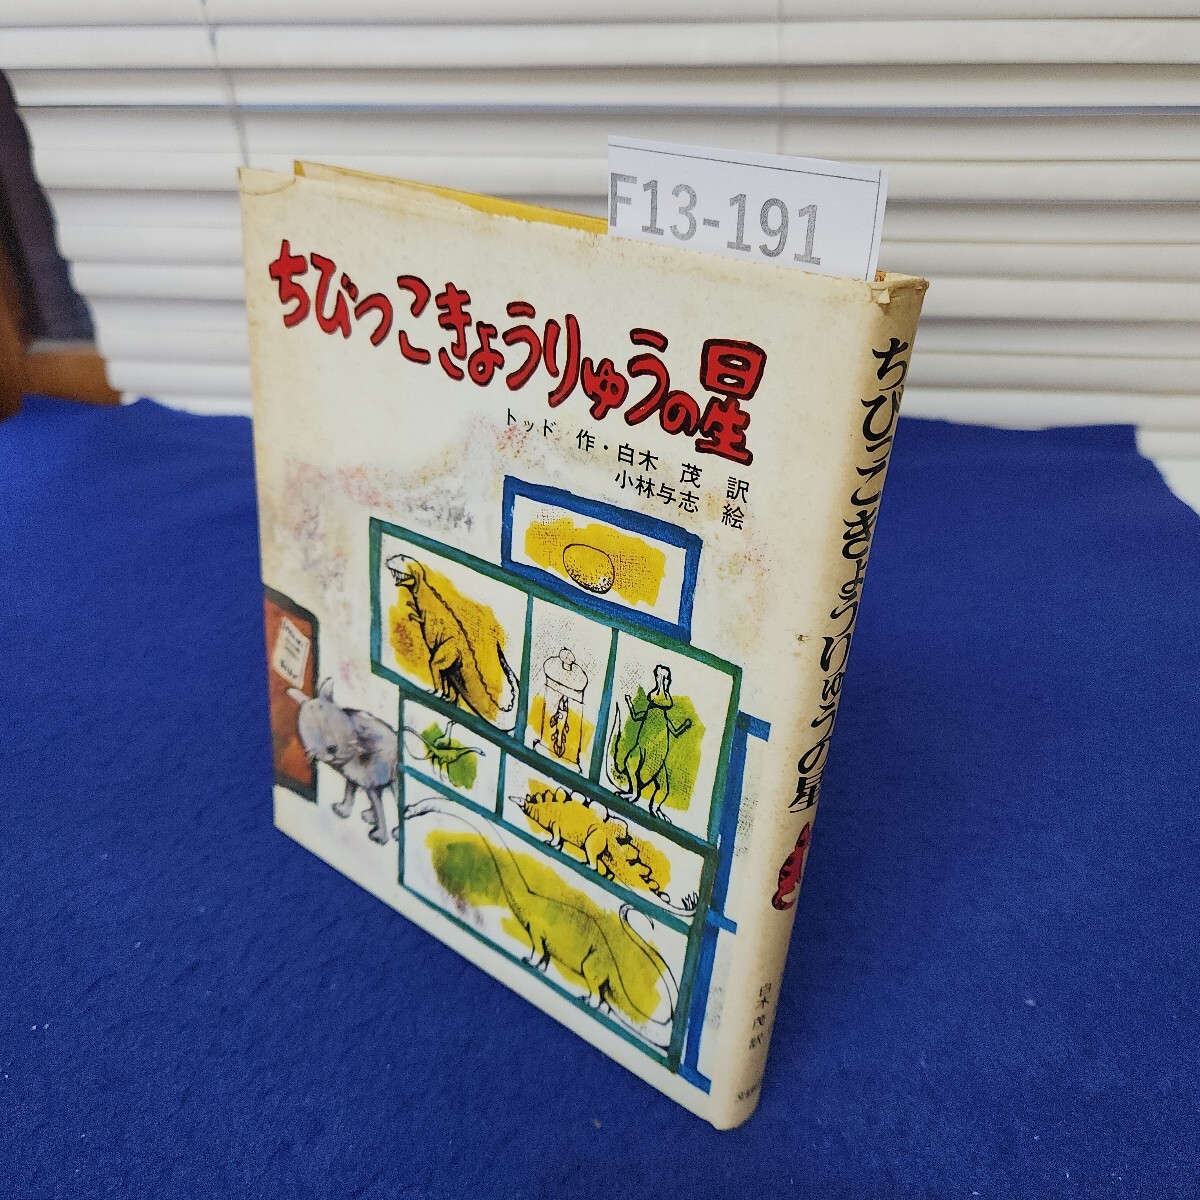 F13-191
ちびっこきょうりゅうの星
トッド 作・白木 茂 訳
小林与志 絵
ちびっこきょうりゅうの星
白木 茂 訳